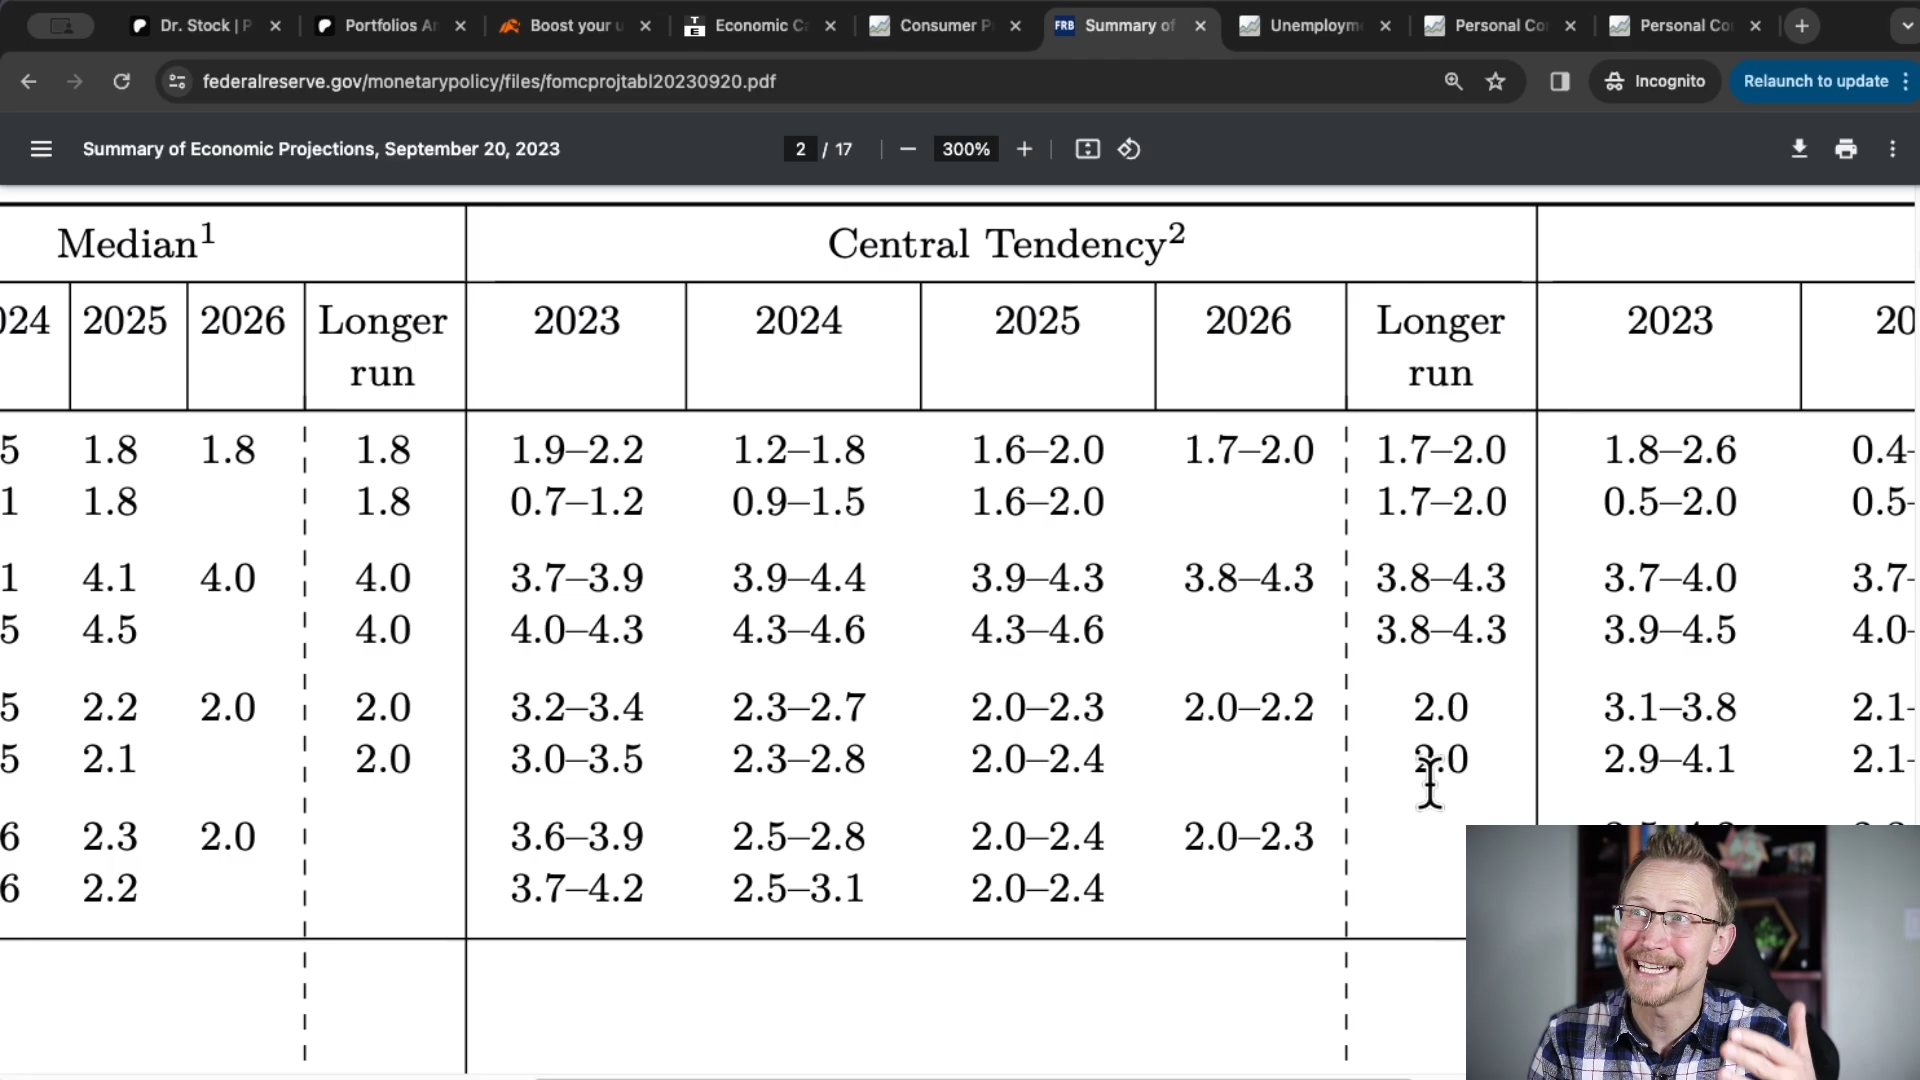 Dr. Stock | P
Portfolios A
Boost your u
Economic C
Consumer P
FRB Summary of
Unemploym
Personal Co
Personal Co
federalreserve.gov/monetarypolicy/files/fomcprojtabl20230920.pdf
Incognito
Relaunch to update
Summary of Economic Projections, September 20, 2023
2 / 17
300%
Median1 Central Tendency2
024 2025 2026 Longer run 2023 2024 2025 2026 Longer run 2023 20
5 1.8 1.8 1.8 1.9–2.2 1.2–1.8 1.6–2.0 1.7–2.0 1.7–2.0 1.8–2.6 0.4-
1 1.8 1.8 0.7–1.2 0.9–1.5 1.6–2.0 1.7–2.0 0.5–2.0 0.5-
1 4.1 4.0 4.0 3.7–3.9 3.9–4.4 3.9–4.3 3.8–4.3 3.8–4.3 3.7–4.0 3.7-
5 4.5 4.0 4.0–4.3 4.3–4.6 4.3–4.6 3.8–4.3 3.9–4.5 4.0-
5 2.2 2.0 2.0 3.2–3.4 2.3–2.7 2.0–2.3 2.0–2.2 2.0 3.1–3.8 2.1-
5 2.1 2.0 3.0–3.5 2.3–2.8 2.0–2.4 2.0 2.9–4.1 2.1-
6 2.3 2.0 3.6–3.9 2.5–2.8 2.0–2.4 2.0–2.3
6 2.2 3.7–4.2 2.5–3.1 2.0–2.4